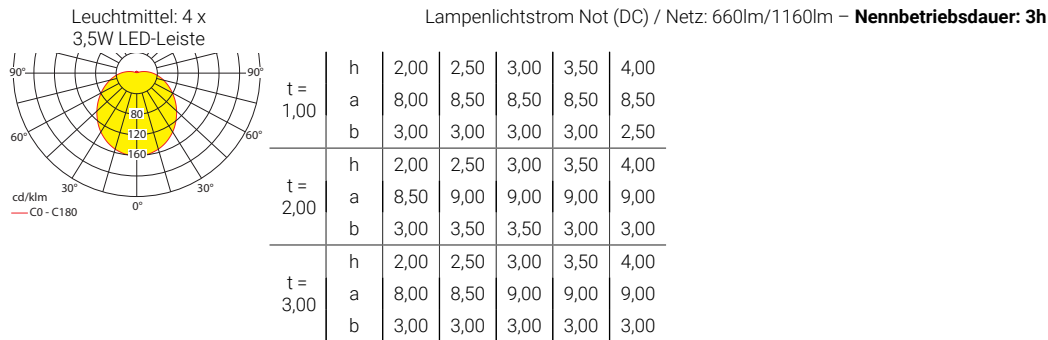 Leuchtmittel: 4 x
3,5W LED-Leiste
Lampenlichtstrom Not (DC) / Netz: 660lm/1160lm – Nennbetriebsdauer: 3h
90° 90°
80
60° 120 60°
160
30° 30°
0°
cd/klm
C0 - C180
t = 1,00
h 2,00 2,50 3,00 3,50 4,00
a 8,00 8,50 8,50 8,50 8,50
b 3,00 3,00 3,00 3,00 2,50
t = 2,00
h 2,00 2,50 3,00 3,50 4,00
a 8,50 9,00 9,00 9,00 9,00
b 3,00 3,50 3,50 3,00 3,00
t = 3,00
h 2,00 2,50 3,00 3,50 4,00
a 8,00 8,50 9,00 9,00 9,00
b 3,00 3,00 3,00 3,00 3,00